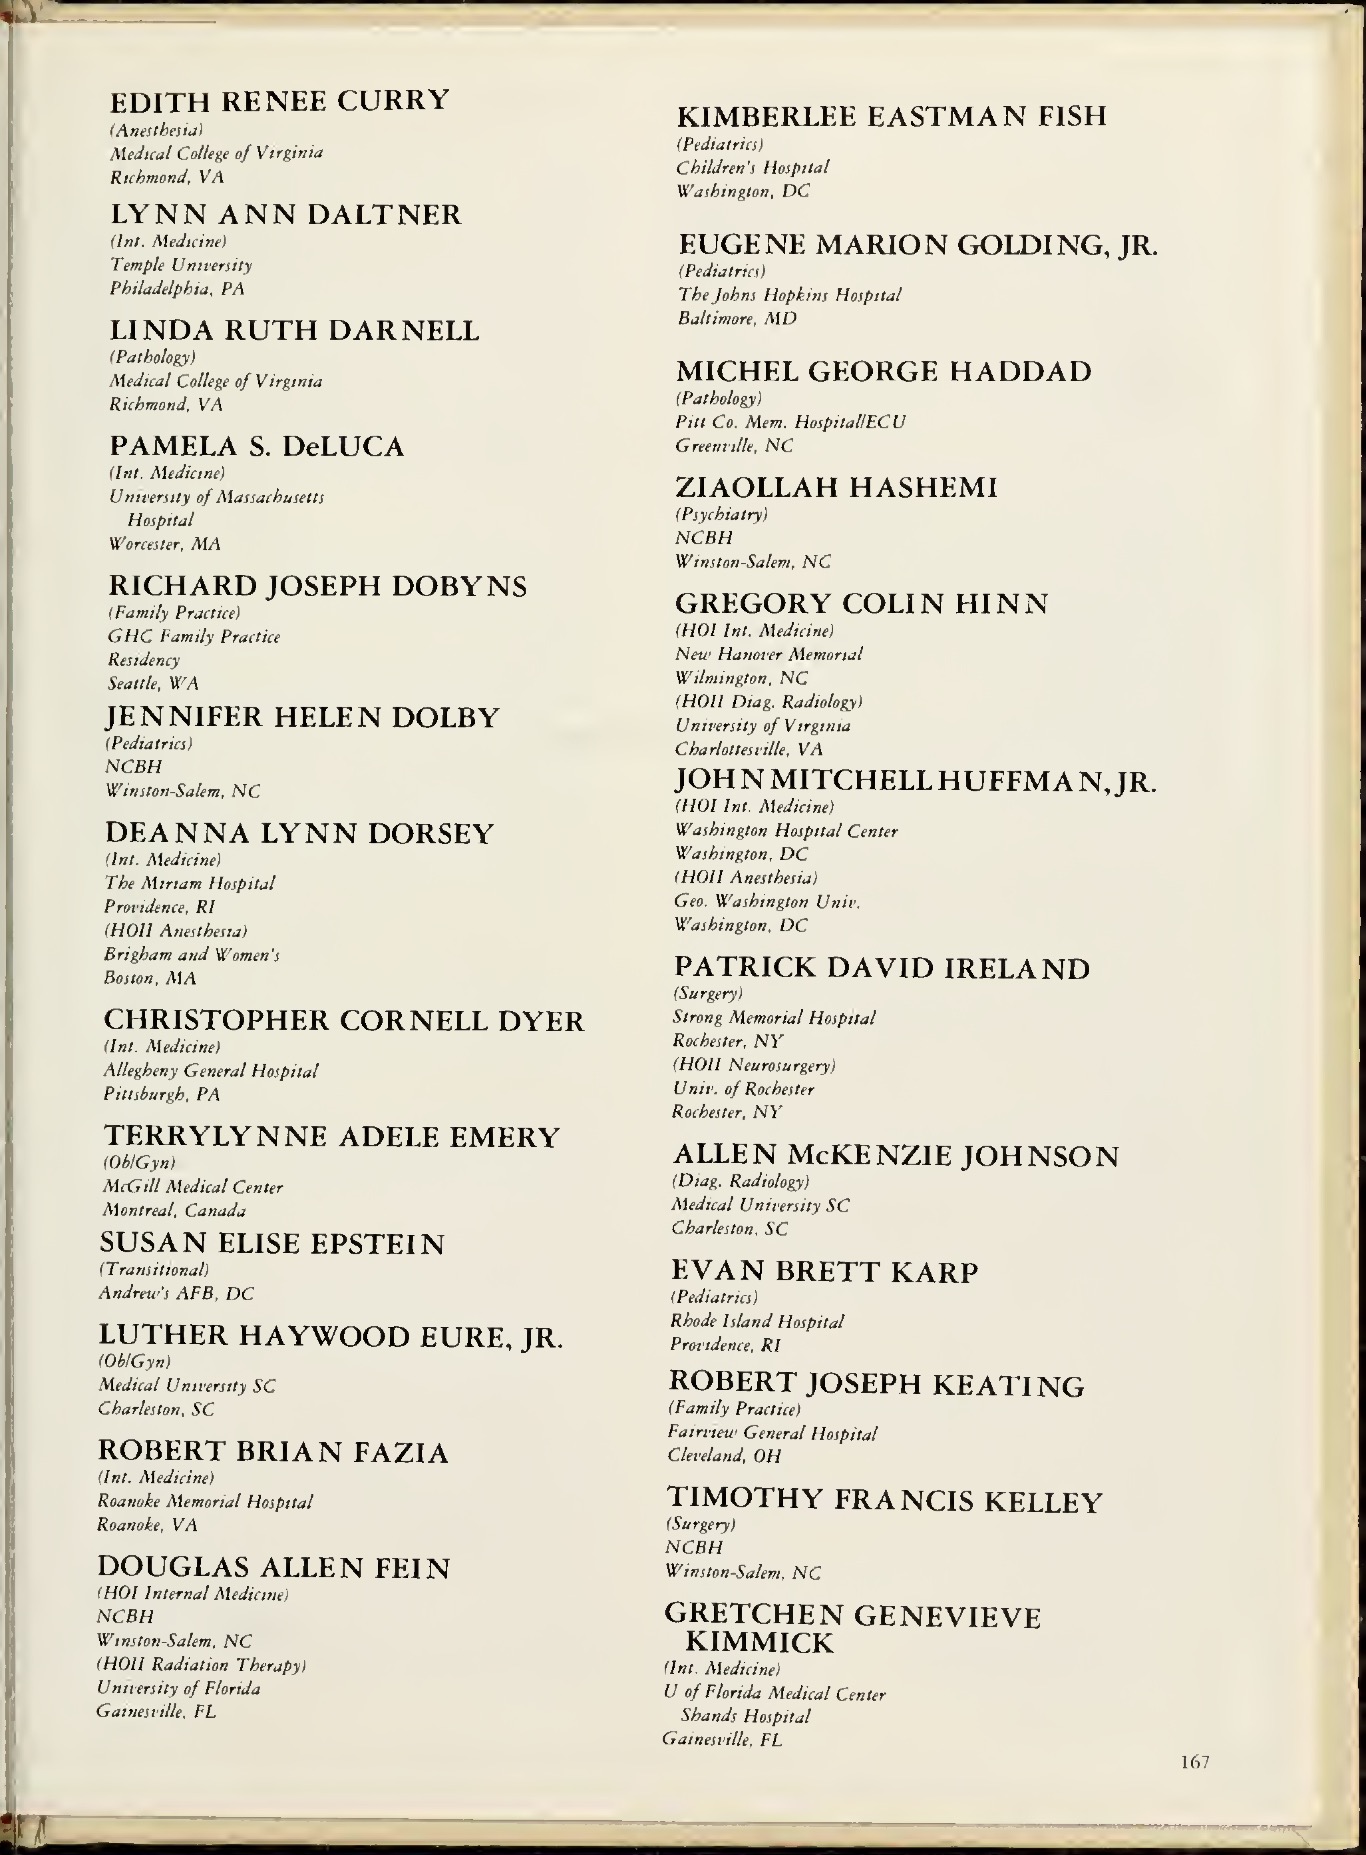 EDITH RENEE CURRY
(Anesthesia)
Medical College of Virginia
Richmond, VA
LYNN ANN DALTNER
(Int. Medicine)
Temple University
Philadelphia, PA
LINDA RUTH DARNELL
(Pathology)
Medical College of Virginia
Richmond, VA
PAMELA S. DeLUCA
(Int. Medicine)
University of Massachusetts
Hospital
Worcester, MA
RICHARD JOSEPH DOBYNS
(Family Practice)
GHC Family Practice
Residency
Seattle, WA
JENNIFER HELEN DOLBY
(Pediatrics)
NCBH
Winston-Salem, NC
DEANNA LYNN DORSEY
(Int. Medicine)
The Miriam Hospital
Providence, RI
(HOII Anesthesia)
Brigham and Women's
Boston, MA
CHRISTOPHER CORNELL DYER
(Int. Medicine)
Allegheny General Hospital
Pittsburgh, PA
TERRYLYNNE ADELE EMERY
(Ob/Gyn)
McGill Medical Center
Montreal, Canada
SUSAN ELISE EPSTEIN
(Transitional)
Andrew's AFB, DC
LUTHER HAYWOOD EURE, JR.
(Ob/Gyn)
Medical University SC
Charleston, SC
ROBERT BRIAN FAZIA
(Int. Medicine)
Roanoke Memorial Hospital
Roanoke, VA
DOUGLAS ALLEN FEIN
(HOI Internal Medicine)
NCBH
Winston-Salem, NC
(HOII Radiation Therapy)
University of Florida
Gainesville, FL
KIMBERLEE EASTMAN FISH
(Pediatrics)
Children's Hospital
Washington, DC
EUGENE MARION GOLDING, JR.
(Pediatrics)
The Johns Hopkins Hospital
Baltimore, MD
MICHEL GEORGE HADDAD
(Pathology)
Pitt Co. Mem. Hospital/ECU
Greenville, NC
ZIAOLLAH HASHEMI
(Psychiatry)
NCBH
Winston-Salem, NC
GREGORY COLIN HINN
(HOI Int. Medicine)
New Hanover Memorial
Wilmington, NC
(HOII Diag. Radiology)
University of Virginia
Charlottesville, VA
JOHN MITCHELL HUFFMAN, JR.
(HOI Int. Medicine)
Washington Hospital Center
Washington, DC
(HOII Anesthesia)
Geo. Washington Univ.
Washington, DC
PATRICK DAVID IRELAND
(Surgery)
Strong Memorial Hospital
Rochester, NY
(HOII Neurosurgery)
Univ. of Rochester
Rochester, NY
ALLEN McKENZIE JOHNSON
(Diag. Radiology)
Medical University SC
Charleston, SC
EVAN BRETT KARP
(Pediatrics)
Rhode Island Hospital
Providence, RI
ROBERT JOSEPH KEATING
(Family Practice)
Fairview General Hospital
Cleveland, OH
TIMOTHY FRANCIS KELLEY
(Surgery)
NCBH
Winston-Salem, NC
GRETCHEN GENEVIEVE
KIMMICK
(Int. Medicine)
U of Florida Medical Center
Shands Hospital
Gainesville, FL
167